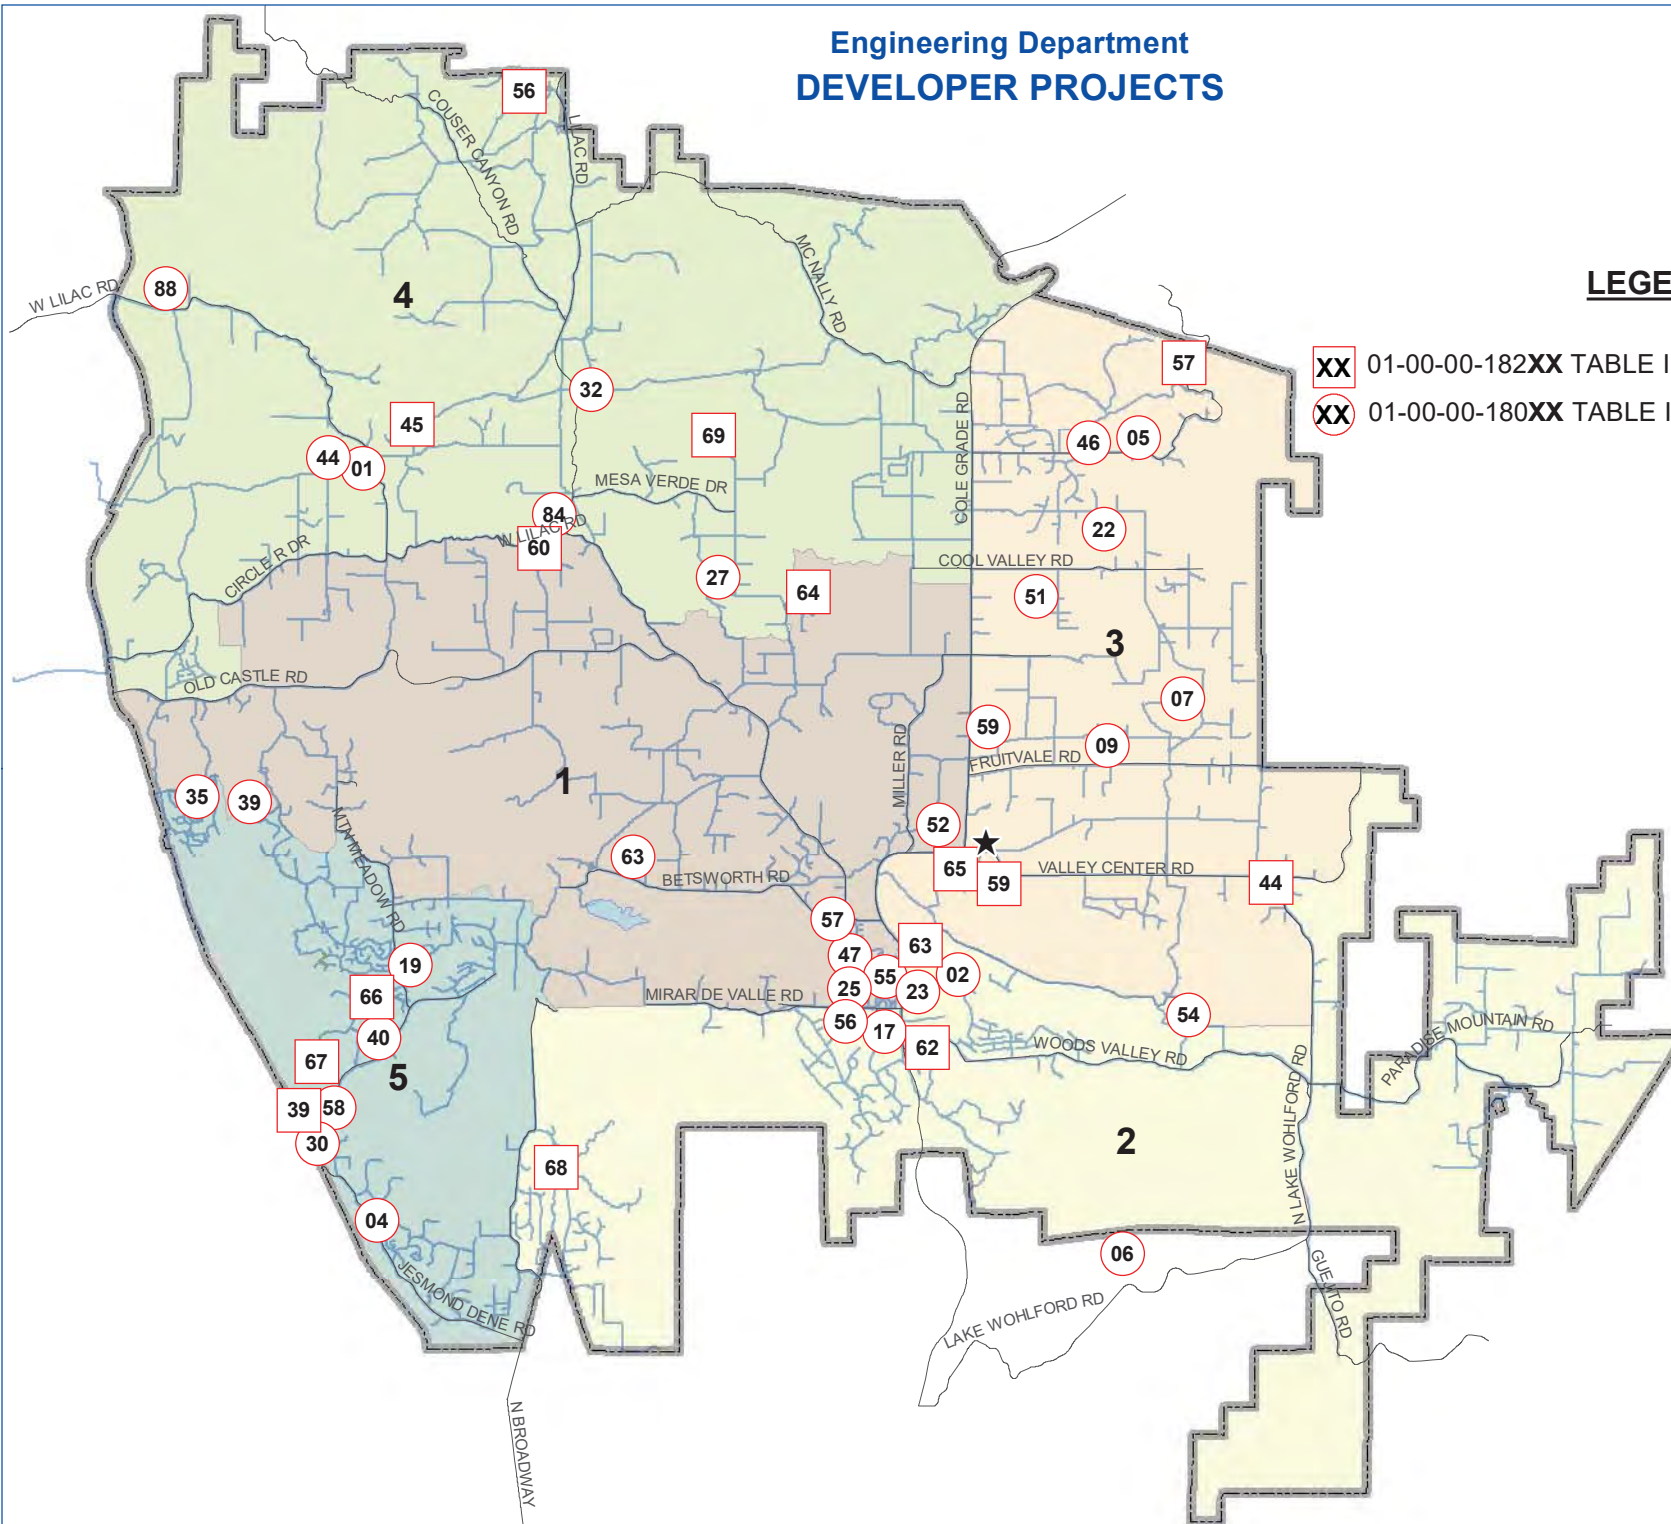 Engineering Department
DEVELOPER PROJECTS
56
COUSER CANYON RD
LILAC RD
MC NALLY RD
W LILAC RD
88
4
LEGE
57
XX 01-00-00-182XX TABLE I
XX 01-00-00-180XX TABLE I
32
45
69
COLE GRADE RD
46
05
44
01
MESA VERDE DR
84
W LILAC RD
60
22
CIRCLE R DR
COOL VALLEY RD
27
64
51
3
OLD CASTLE RD
07
59
09
MILLER RD
FRUITVALE RD
1
35
39
MTN MEADOW RD
52
63
BETSWORTH RD
65
59
VALLEY CENTER RD
44
57
63
47
19
55
02
66
25
23
MIRAR DE VALLE RD
56
17
54
40
62
WOODS VALLEY RD
PARADISE MOUNTAIN RD
67
5
39
58
30
2
N LAKE WOHLFORD RD
68
04
06
JESMOND DENE RD
LAKE WOHLFORD RD
N BROADWAY